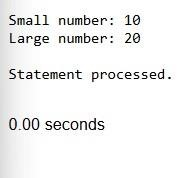 Small number: 10
Large number: 20
Statement processed.
0.00 seconds